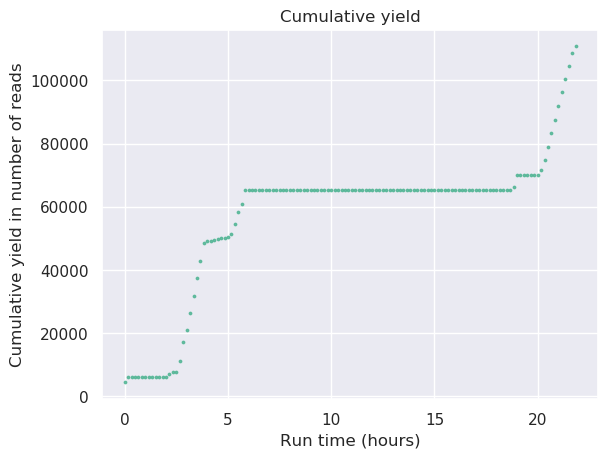 Cumulative yield
Cumulative yield in number of reads
100000
80000
60000
40000
20000
0
0 5 10 15 20
Run time (hours)